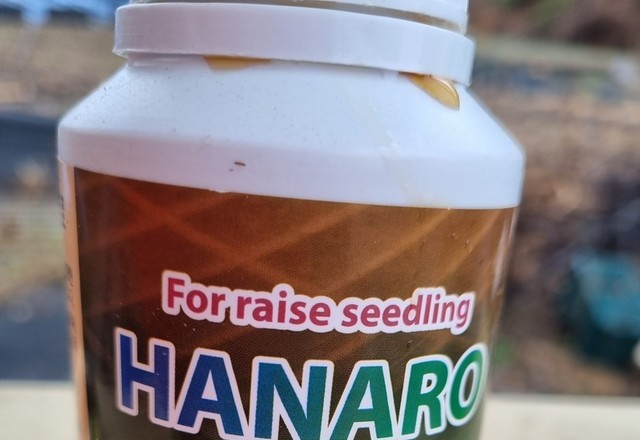 For raise seedling
HANARO